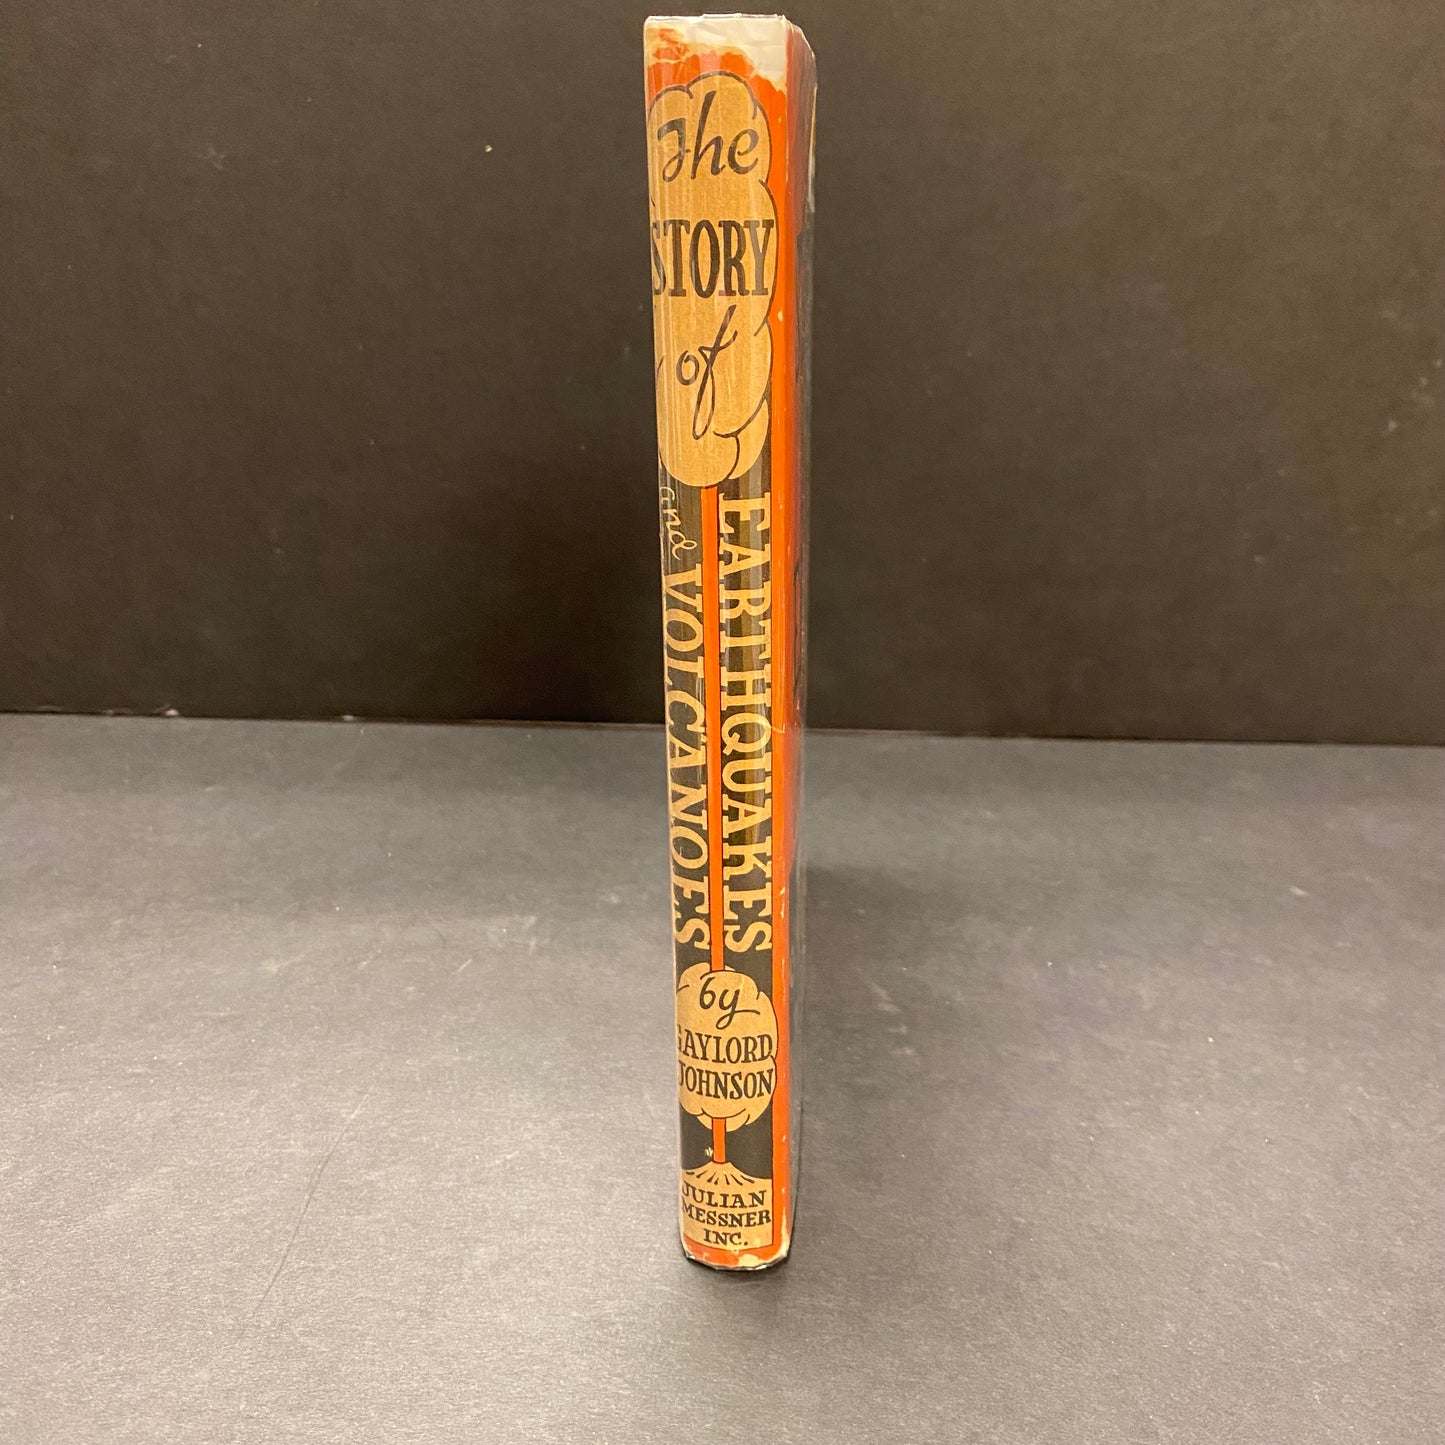 The
STORY
of
EARTHQUAKES
and VOLCANOES
by
GAYLORD
JOHNSON
JULIAN
MESSNER
INC.